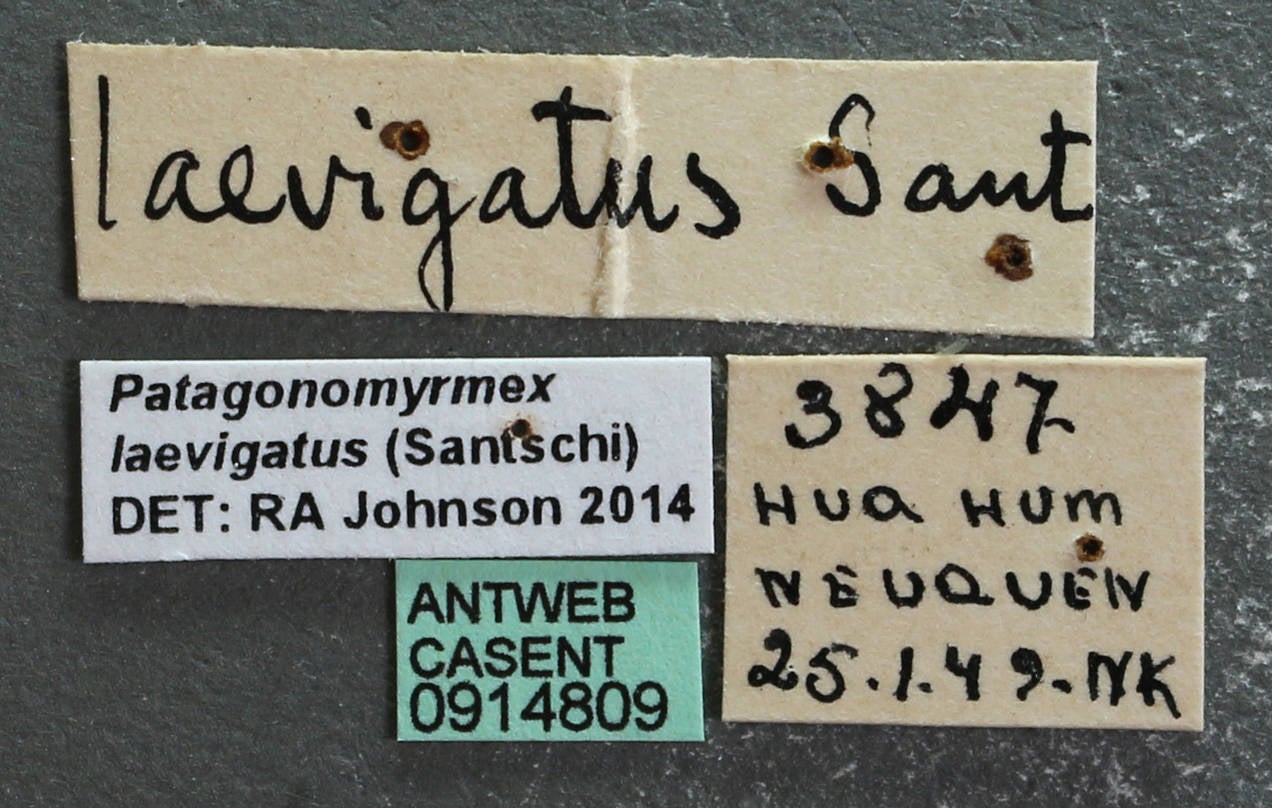 laevigatus Sant
Patagonomyrmex
laevigatus (Santschi)
DET: RA Johnson 2014
ANTWEB
CASENT
0914809
3847
HUA HUM
NEUQUEN
25.1.49.NK